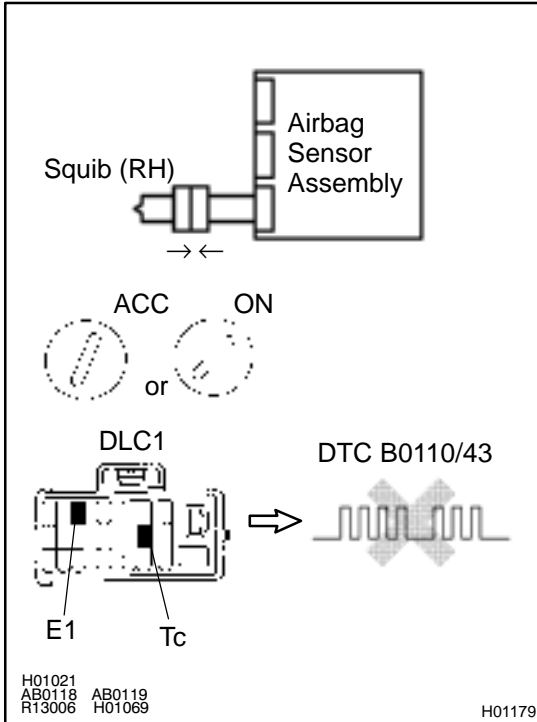 Airbag
Sensor
Assembly
Squib (RH)
ACC ON
or
DLC1
DTC B0110/43
E1
Tc
H01021
AB0118 AB0119
R13006 H01069
H01179